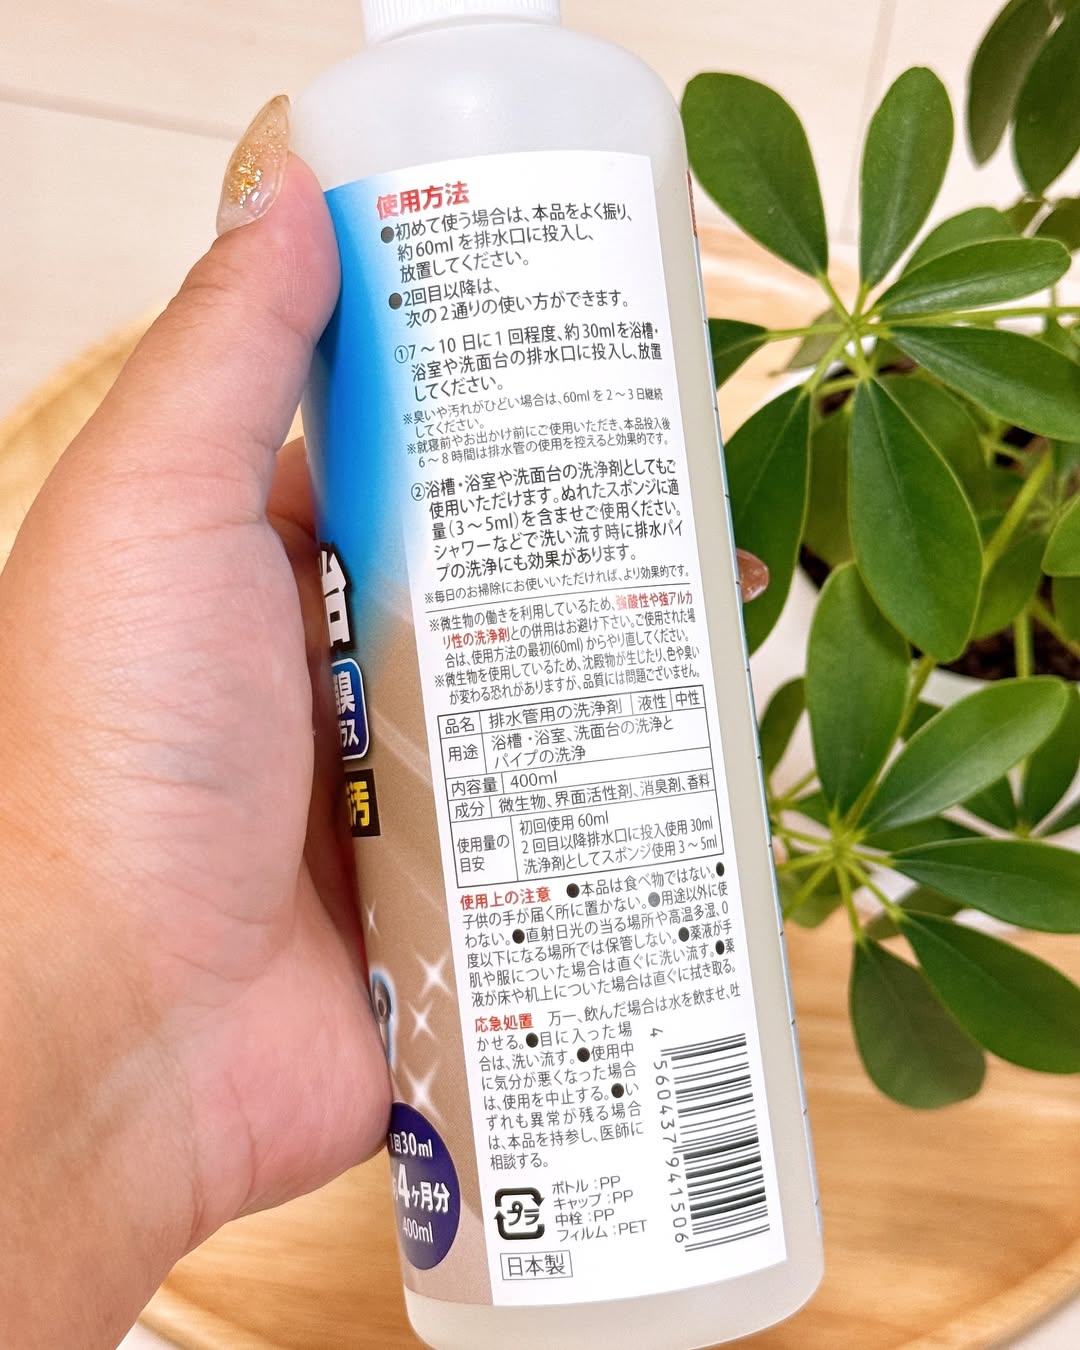 使用方法
●初めて使う場合は、本品をよく振り、
約60mlを排水口に投入し、
放置してください。
●2回目以降は、
次の2通りの使い方ができます。
①7～10日に1回程度、約30mlを浴槽・
浴室や洗面台の排水口に投入し、放置
してください。
※臭いや汚れがひどい場合は、60mlを2～3日継続
してください。
※就寝前やお出かけ前にご使用いただき、本品投入後
6～8時間は排水管の使用を控えると効果的です。
②浴槽・浴室や洗面台の洗浄剤としてもご
使用いただけます。ぬれたスポンジに適
量(3～5ml)を含ませご使用ください。
シャワーなどで洗い流す時に排水パイ
プの洗浄にも効果があります。
※毎日のお掃除にお使いいただければ、より効果的です。
※微生物の働きを利用しているため、強酸性や強アルカ
リ性の洗浄剤との併用はお避け下さい。ご使用された場
合は、使用方法の最初(60ml)からやり直してください。
※微生物を使用しているため、沈殿物が生じたり、色や臭い
が変わる恐れがありますが、品質には問題ございません。
品名 排水管用の洗浄剤 液性 中性
用途 浴槽・浴室、洗面台の洗浄と
パイプの洗浄
内容量 400ml
成分 微生物、界面活性剤、消臭剤、香料
使用量の目安 初回使用 60ml
2回目以降排水口に投入使用 30ml
洗浄剤としてスポンジ使用 3～5ml
使用上の注意 ●本品は食べ物ではない。●
子供の手が届く所に置かない。●用途以外に使
わない。●直射日光の当る場所や高温多湿、0
度以下になる場所では保管しない。●薬液が手
肌や服についた場合は直ぐに洗い流す。●薬
液が床や机上についた場合は直ぐに拭き取る。
応急処置 万一、飲んだ場合は水を飲ませ、吐
かせる。●目に入った場
合は、洗い流す。●使用中
に気分が悪くなった場合
は、使用を中止する。●い
ずれも異常が残る場合
は、本品を持参し、医師に
相談する。
4 560437 941506
プラ
ボトル:PP
キャップ:PP
中栓:PP
フィルム:PET
日本製
1回30ml
4ヶ月分
400ml
汚